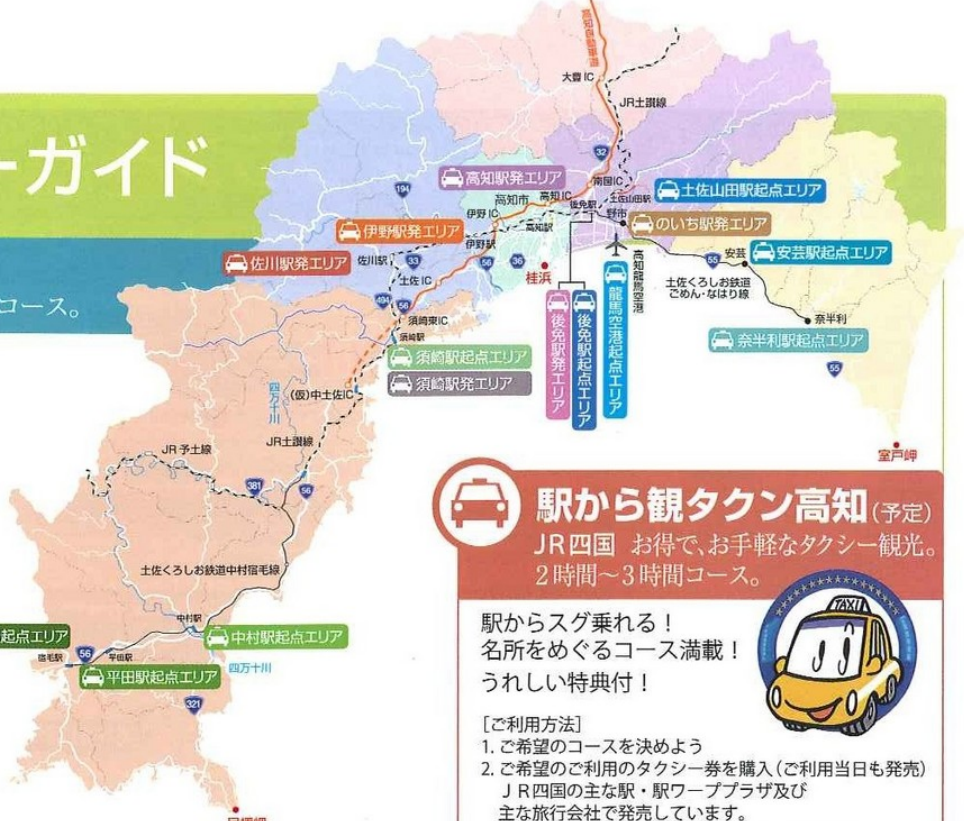 ーガイド
コース。
高知自動車道
大豊IC
JR土讃線
32
194
高知駅発エリア
南国IC
土佐山田駅
土佐山田駅起点エリア
高知市
高知IC
後免駅
伊野IC
高知駅
野市
のいち駅発エリア
伊野駅発エリア
伊野駅
佐川駅発エリア
佐川駅
33
56
36
桂浜
高知龍馬空港
55
安芸
安芸駅起点エリア
土佐くろしお鉄道
ごめん・なはり線
土佐IC
494
56
須崎東IC
須崎駅
奈半利
奈半利駅起点エリア
後免駅発エリア
後免駅起点エリア
龍馬空港起点エリア
須崎駅起点エリア
須崎駅発エリア
55
四万十川
(仮)中土佐IC
室戸岬
JR予土線
JR土讃線
381
56
土佐くろしお鉄道中村宿毛線
中村駅
起点エリア
中村駅起点エリア
宿毛駅
56
平田駅
四万十川
平田駅起点エリア
321
駅から観タクン高知(予定)
JR四国 お得で、お手軽なタクシー観光。
2時間~3時間コース。
TAXI
駅からスグ乗れる!
名所をめぐるコース満載!
うれしい特典付!
[ご利用方法]
1. ご希望のコースを決めよう
2. ご希望のご利用のタクシー券を購入(ご利用当日も発売)
JR四国の主な駅・駅ワーププラザ及び
主な旅行会社で発売しています。